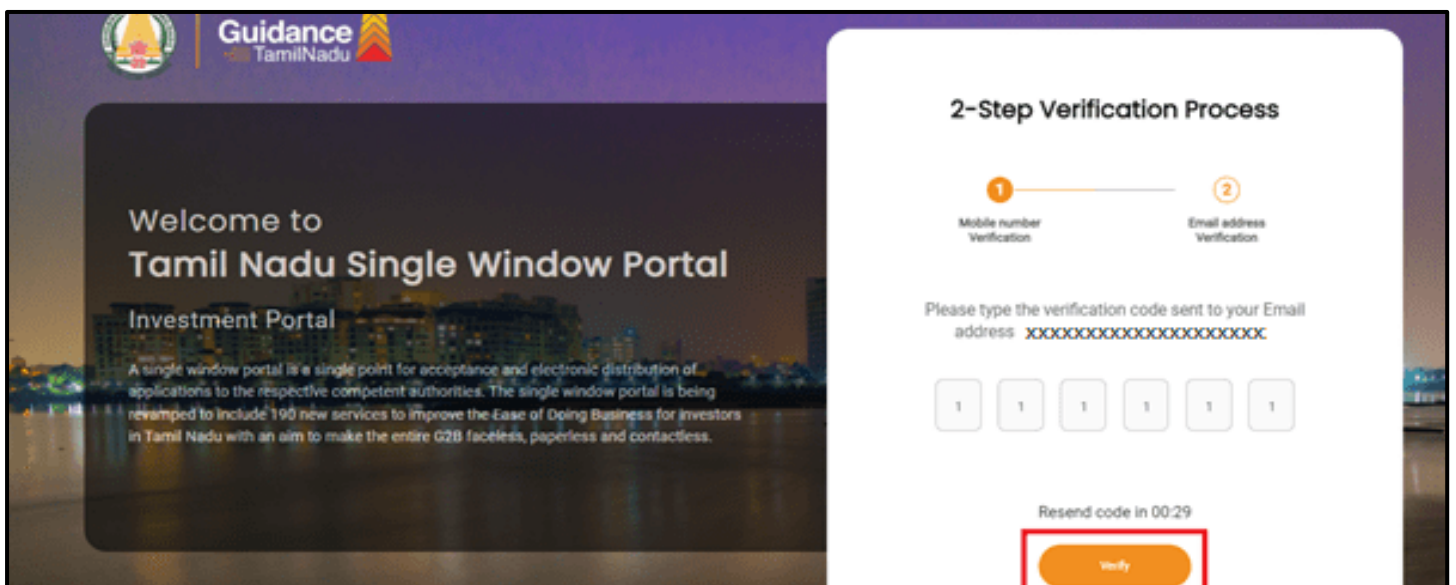 Guidance
TamilNadu
Welcome to
Tamil Nadu Single Window Portal
Investment Portal
A single window portal is a single point for acceptance and electronic distribution of
applications to the respective competent authorities. The single window portal is being
revamped to include 190 new services to improve the Ease of Doing Business for investors
in Tamil Nadu with an aim to make the entire G2B faceless, paperless and contactless.
2-Step Verification Process
1
2
Mobile number
Verification
Email address
Verification
Please type the verification code sent to your Email
address XXXXXXXXXXXXXXXXXXXX
1 1 1 1 1 1
Resend code in 00:29
Verify